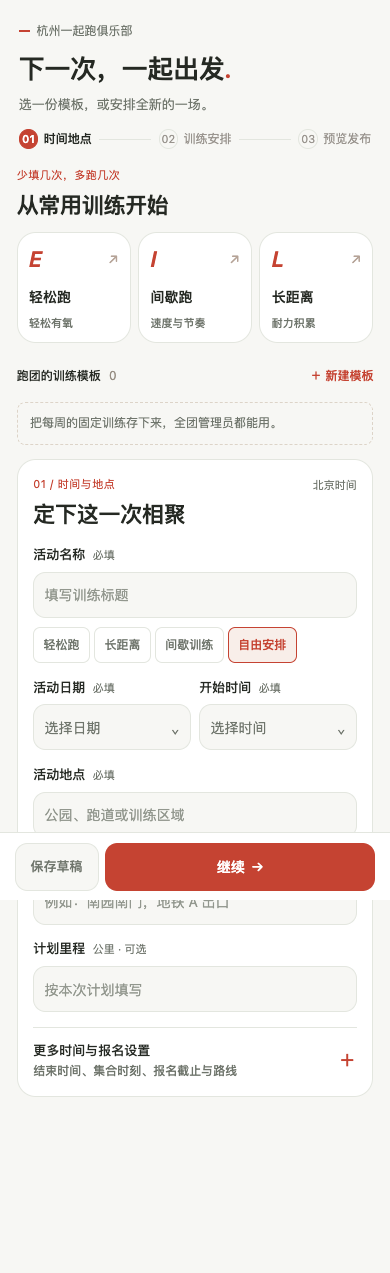 杭州一起跑俱乐部
下一次，一起出发.
选一份模板，或安排全新的一场。
01 时间地点 02 训练安排 03 预览发布
少填几次，多跑几次
从常用训练开始
E ↗ I ↗ L ↗
轻松跑 间歇跑 长距离
轻松有氧 速度与节奏 耐力积累
跑团的训练模板 0 + 新建模板
把每周的固定训练存下来，全团管理员都能用。
01 / 时间与地点 北京时间
定下这一次相聚
活动名称 必填
填写训练标题
轻松跑 长距离 间歇训练 自由安排
活动日期 必填 开始时间 必填
选择日期 选择时间
活动地点 必填
公园、跑道或训练区域
保存草稿 继续 →
例如：南园南门，地铁 A 出口
计划里程 公里 · 可选
按本次计划填写
更多时间与报名设置 +
结束时间、集合时刻、报名截止与路线